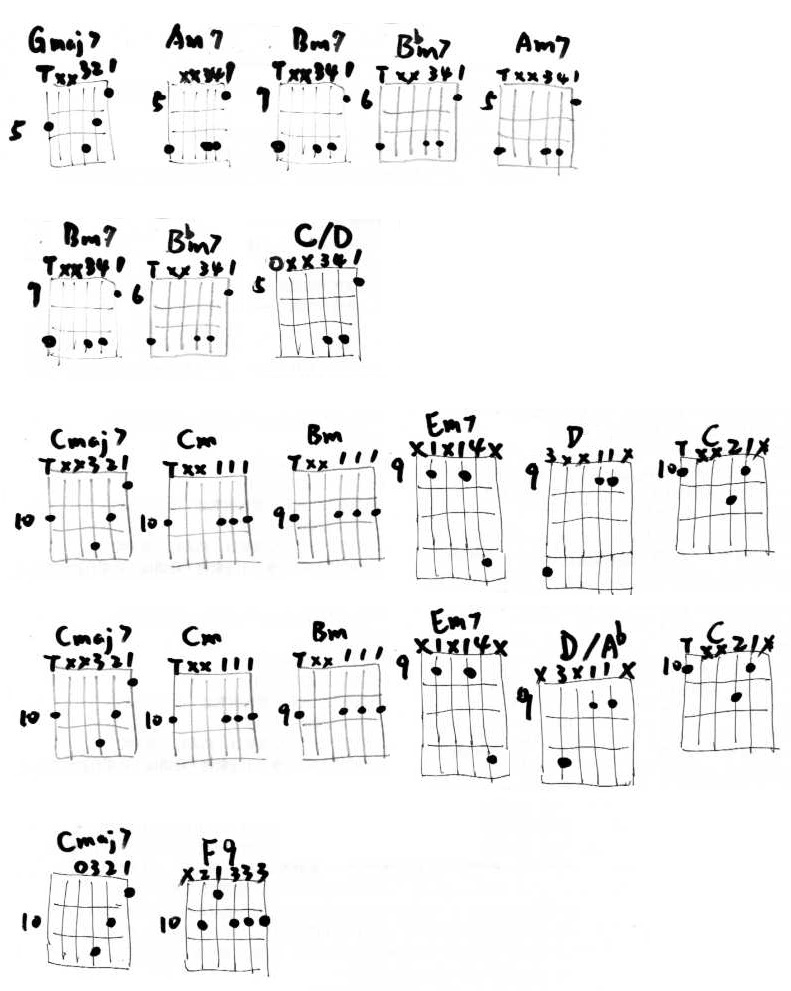 Gmaj7 Am7 Bm7 B♭m7 Am7
Txx321 xx341 Txx341 Txx341 Txx341
5 5 7 6 5
Bm7 B♭m7 C/D
Txx341 Txx341 0xx341
7 6 5
Cmaj7 Cm Bm Em7 D C
Txx321 Txx111 Txx111 x1x14x 3xx11x Txx21x
10 10 9 9 9 10
Cmaj7 Cm Bm Em7 D/A♭ C
Txx321 Txx111 Txx111 x1x14x x3x11x Txx21x
10 10 9 9 9 10
Cmaj7 F9
0321 x21333
10 10